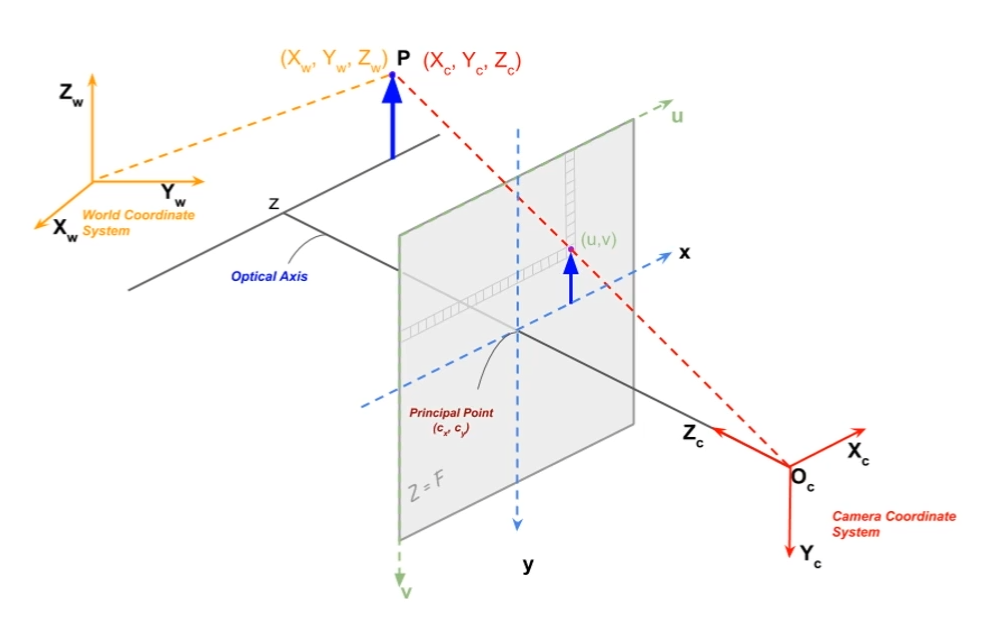 (Xw, Yw, Zw) P (Xc, Yc, Zc)
Zw
u
Yw
World Coordinate
System
Xw
z
(u,v)
x
Optical Axis
Principal Point
(cx, cy)
Zc
Xc
Oc
Z = F
Camera Coordinate
System
Yc
y
v